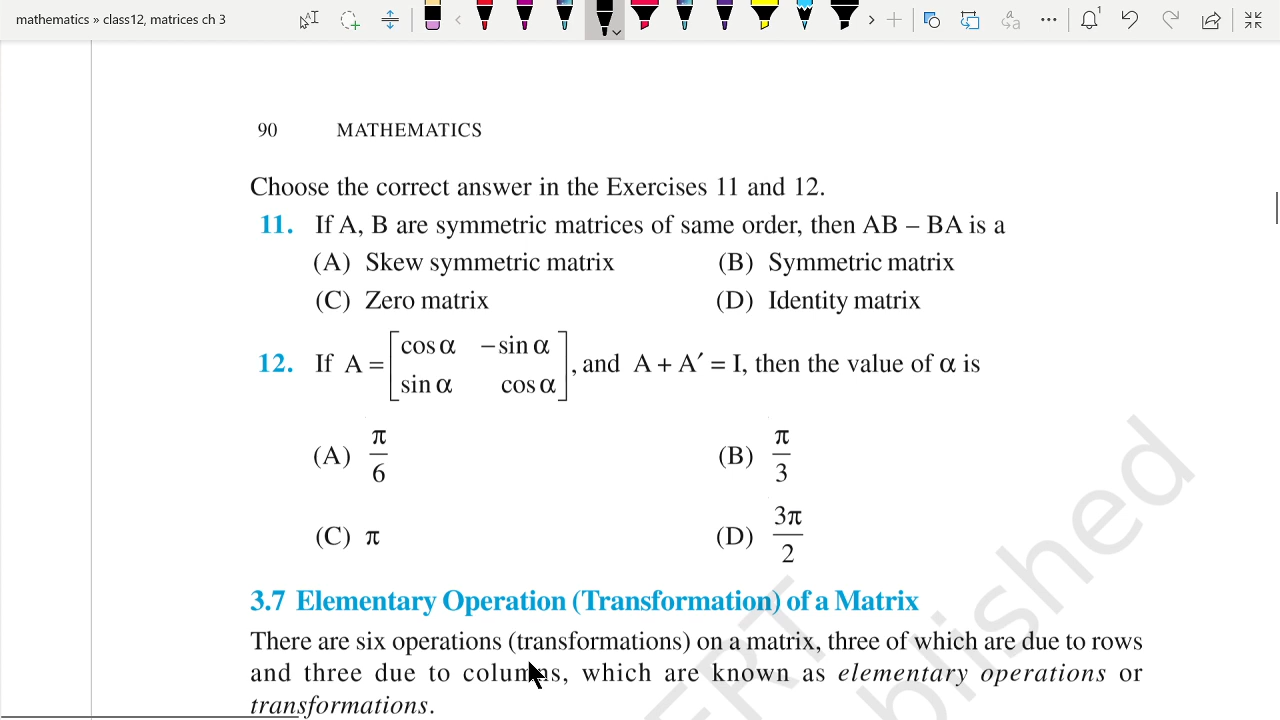 mathematics » class12, matrices ch 3
90 MATHEMATICS
Choose the correct answer in the Exercises 11 and 12.
11. If A, B are symmetric matrices of same order, then AB – BA is a
(A) Skew symmetric matrix (B) Symmetric matrix
(C) Zero matrix (D) Identity matrix
12. If A = [cos α −sin α
sin α cos α], and A + A′ = I, then the value of α is
(A) π/6 (B) π/3
(C) π (D) 3π/2
3.7 Elementary Operation (Transformation) of a Matrix
There are six operations (transformations) on a matrix, three of which are due to rows
and three due to columns, which are known as elementary operations or
transformations.